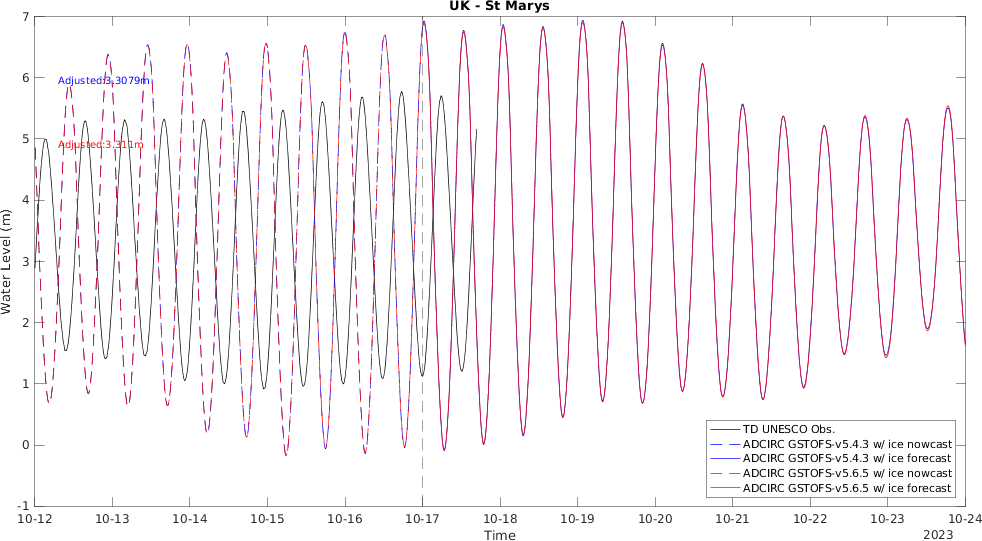 UK - St Marys
7
6
5
4
3
2
1
0
-1
Water Level (m)
Adjusted:3.3079m
Adjusted:3.311m
TD UNESCO Obs.
ADCIRC GSTOFS-v5.4.3 w/ ice nowcast
ADCIRC GSTOFS-v5.4.3 w/ ice forecast
ADCIRC GSTOFS-v5.6.5 w/ ice nowcast
ADCIRC GSTOFS-v5.6.5 w/ ice forecast
10-12 10-13 10-14 10-15 10-16 10-17 10-18 10-19 10-20 10-21 10-22 10-23 10-24
Time
2023